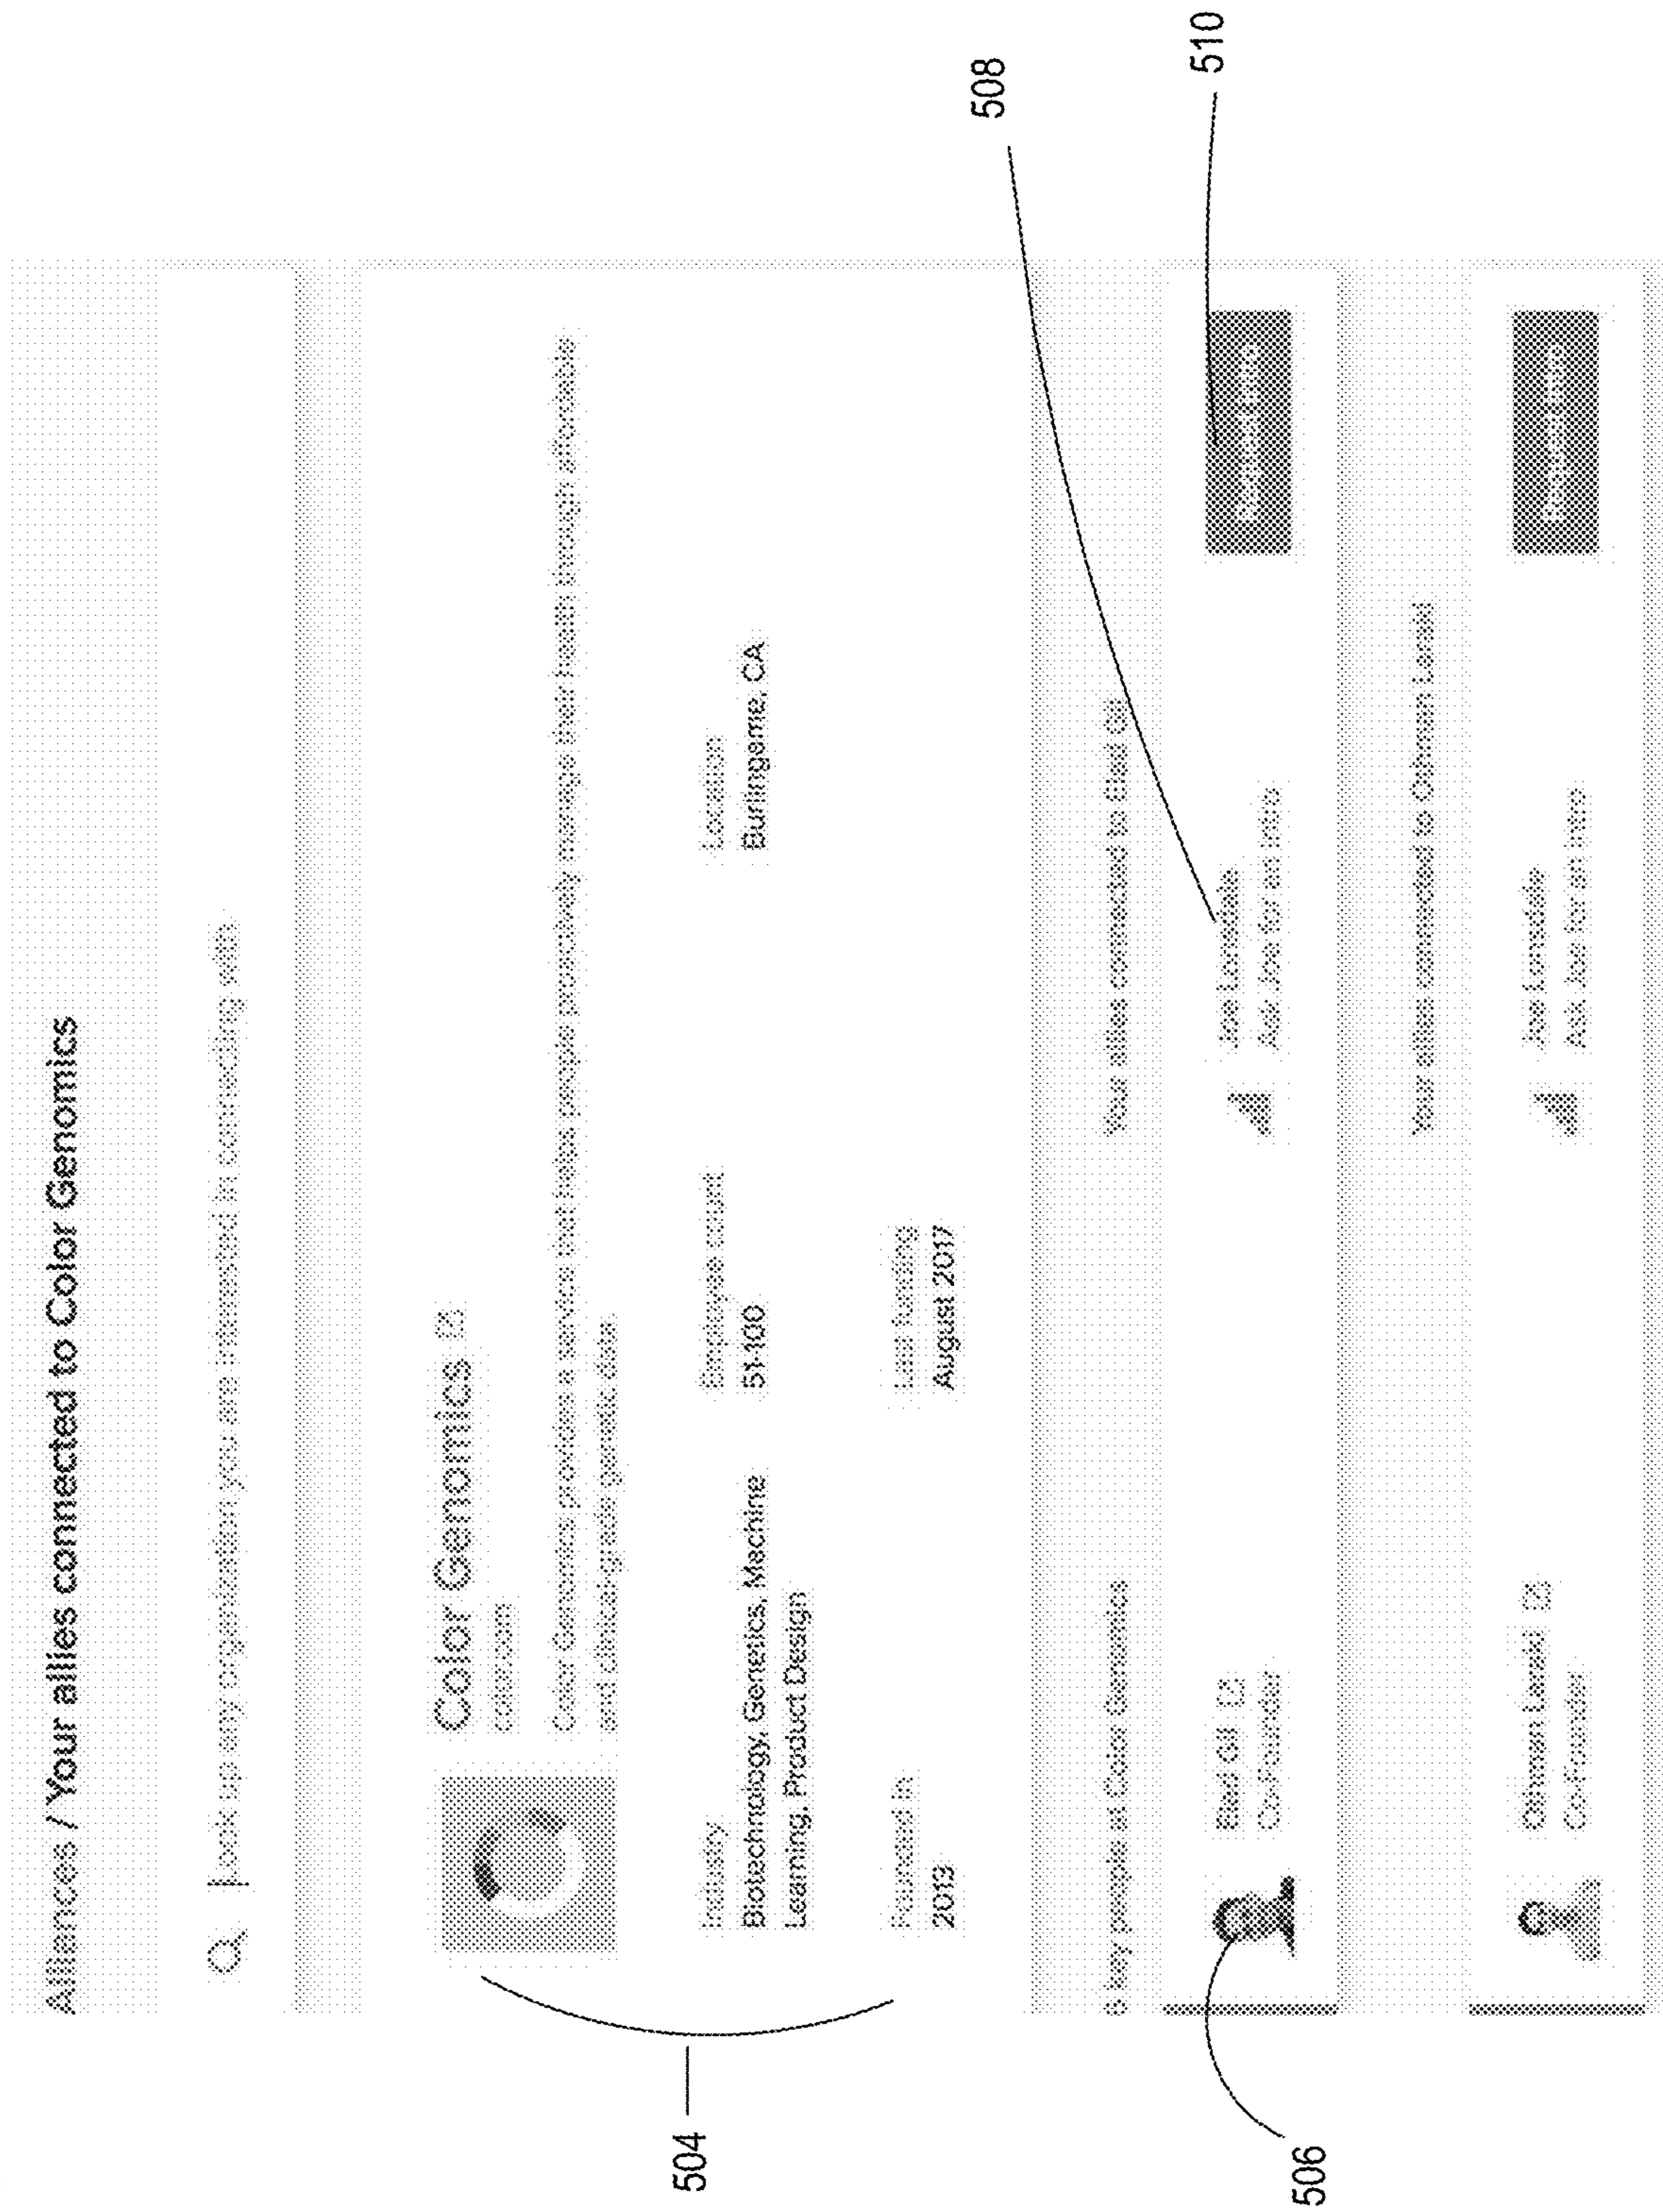 Alliances / Your allies connected to Color Genomics
Look up any organization you are interested in connecting with
Color Genomics
color.com
Color Genomics provides a service that helps people proactively manage their health through affordable
and clinical-grade genetic data.
Industry
Biotechnology, Genetics, Machine
Learning, Product Design
Employee count
51-100
Location
Burlingame, CA
Founded in
2013
Last funding
August 2017
key people at Color Genomics
Your allies connected to Elad Gil
Elad Gil
Co-Founder
Joe Lonsdale
Ask Joe for an intro
Request Intro
Your allies connected to Othman Laraki
Othman Laraki
Co-Founder
Joe Lonsdale
Ask Joe for an intro
Request Intro
504
506
508
510